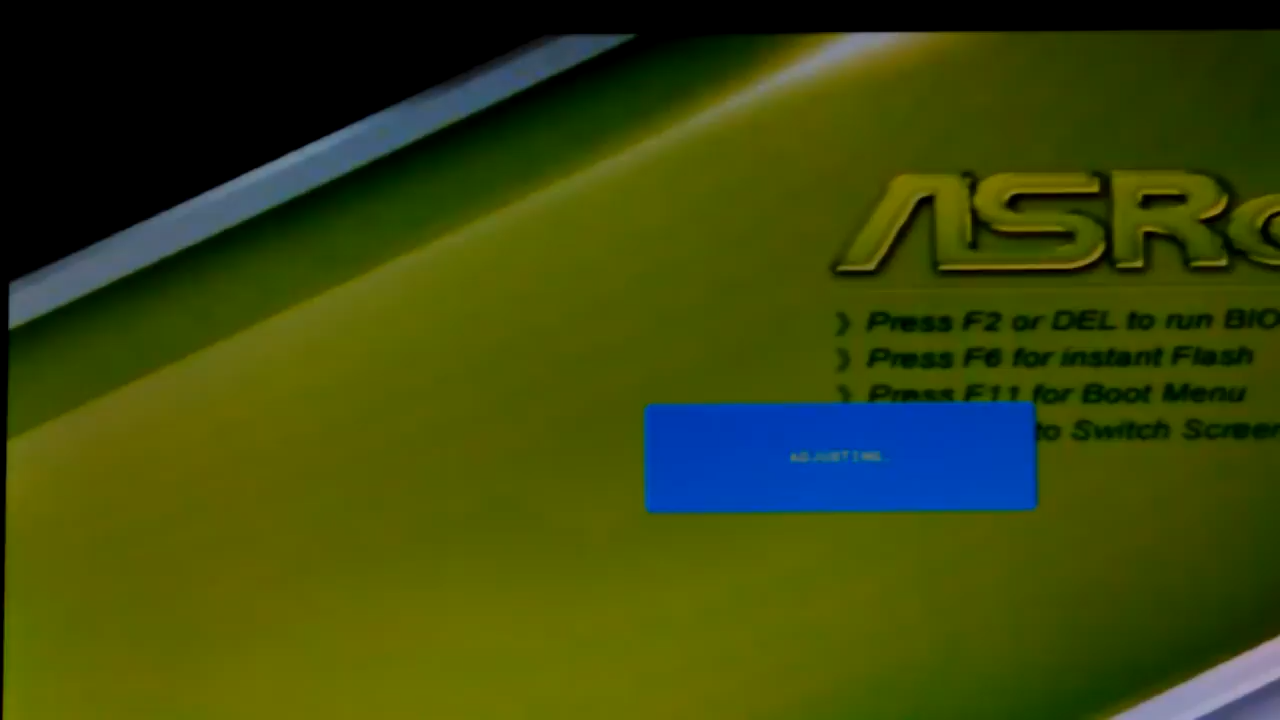 ASR
› Press F2 or DEL to run BIO
› Press F6 for instant Flash
› Press F11 for Boot Menu
to Switch Screen
ADJUSTING.